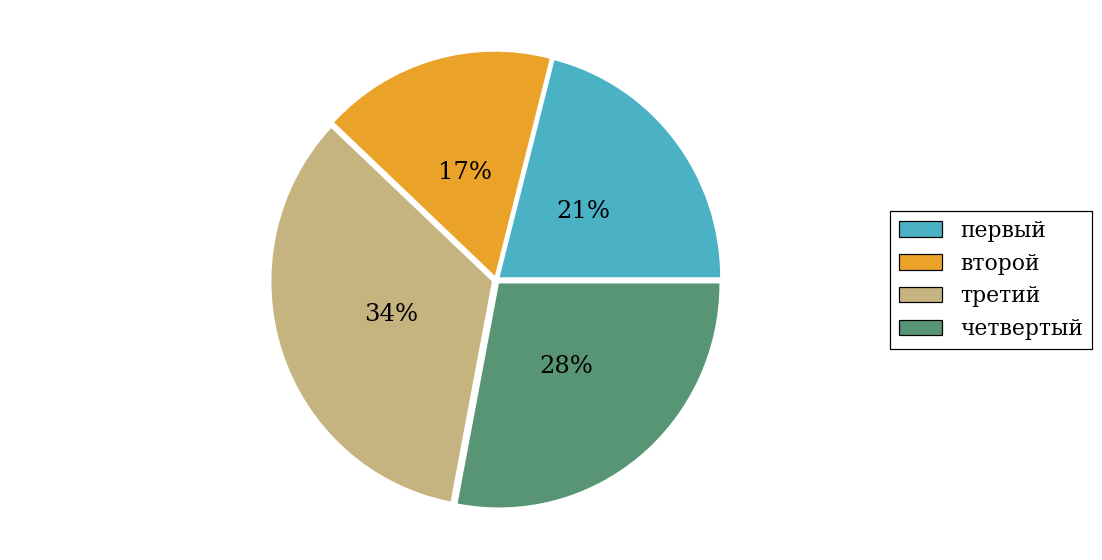 17%
21%
34%
28%
первый
второй
третий
четвертый